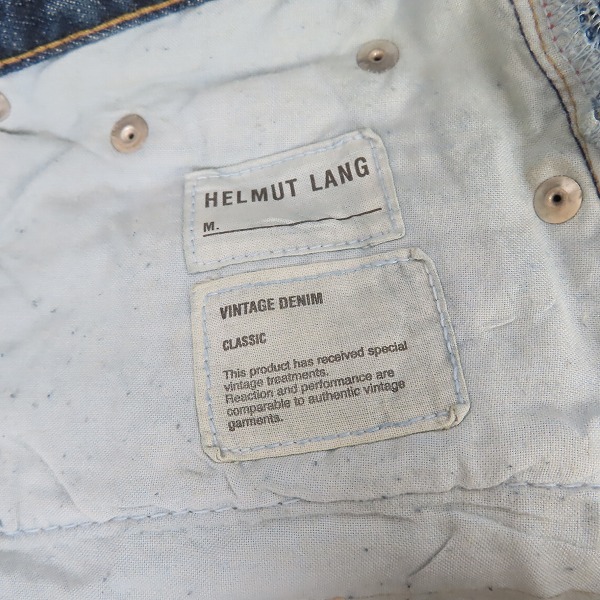 HELMUT LANG
M.
VINTAGE DENIM
CLASSIC
This product has received special
vintage treatments.
Reaction and performance are
comparable to authentic vintage
garments.